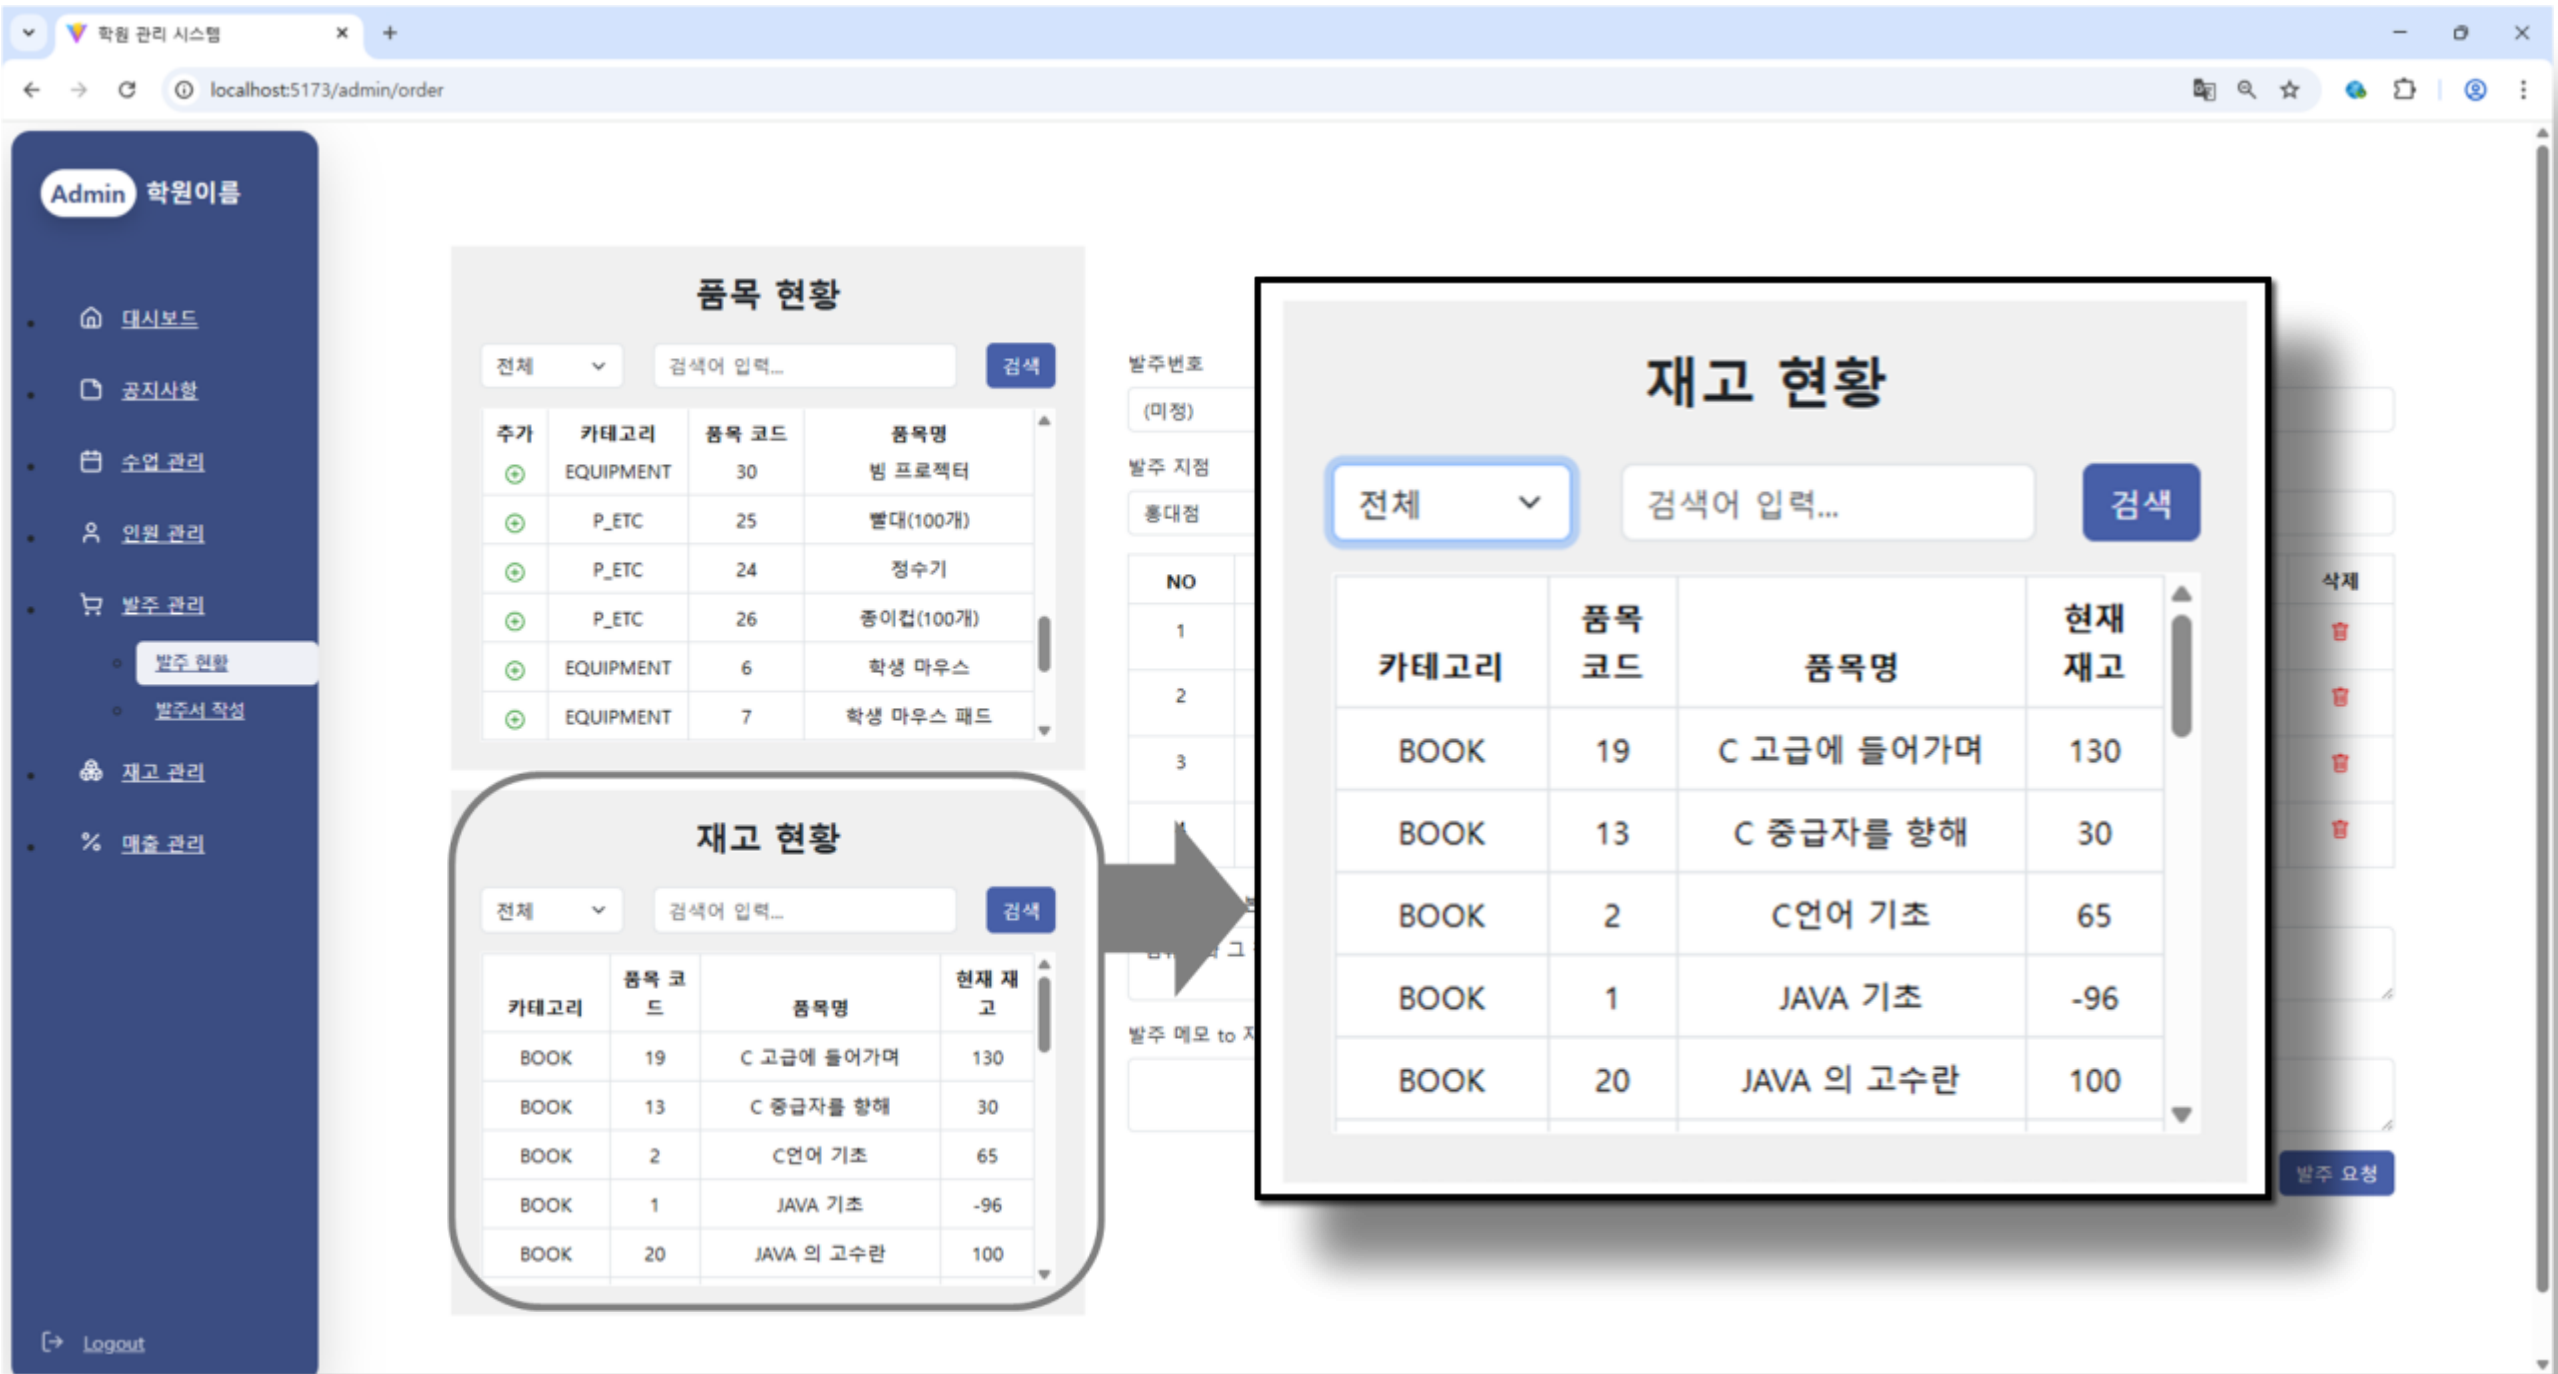 학원 관리 시스템
localhost:5173/admin/order
Admin 학원이름
대시보드
공지사항
수업 관리
인원 관리
발주 관리
발주 현황
발주서 작성
재고 관리
매출 관리
Logout
품목 현황
전체 검색어 입력... 검색
추가 카테고리 품목 코드 품목명
EQUIPMENT 30 빔 프로젝터
P_ETC 25 빨대(100개)
P_ETC 24 정수기
P_ETC 26 종이컵(100개)
EQUIPMENT 6 학생 마우스
EQUIPMENT 7 학생 마우스 패드
재고 현황
전체 검색어 입력... 검색
카테고리 품목 코
드 품목명 현재 재
고
BOOK 19 C 고급에 들어가며 130
BOOK 13 C 중급자를 향해 30
BOOK 2 C언어 기초 65
BOOK 1 JAVA 기초 -96
BOOK 20 JAVA 의 고수란 100
발주번호
(미정)
발주 지점
홍대점
NO 삭제
1
2
3
그
발주 메모 to
발주 요청
재고 현황
전체 검색어 입력... 검색
카테고리 품목
코드 품목명 현재
재고
BOOK 19 C 고급에 들어가며 130
BOOK 13 C 중급자를 향해 30
BOOK 2 C언어 기초 65
BOOK 1 JAVA 기초 -96
BOOK 20 JAVA 의 고수란 100